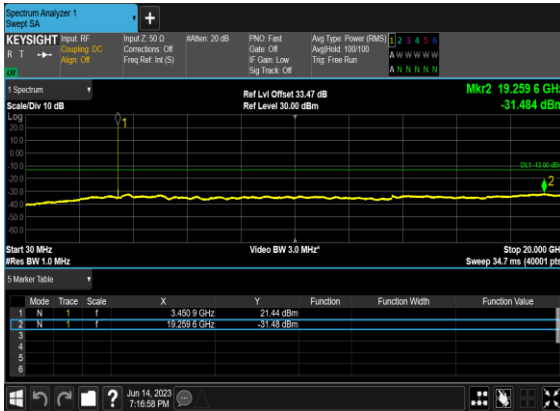 Spectrum Analyzer 1
Swept SA
+
KEYSIGHT Input: RF Input Z: 50 Ω #Atten: 20 dB PNO: Fast Avg Type: Power (RMS) 1 2 3 4 5 6
R T Coupling: DC Corrections: Off Gate: Off Avg|Hold: 100/100 A W W W W W
Align: Off Freq Ref: Int (S) IF Gain: Low Trig: Free Run
LXI Sig Track: Off A N N N N N
1 Spectrum Ref Lvl Offset 33.47 dB Mkr2 19.259 6 GHz
Scale/Div 10 dB Ref Level 30.00 dBm -31.484 dBm
Log
1
20.0
10.0
0.00
-10.0
DL1 -13.00 dBm
-20.0
2
-30.0
-40.0
-50.0
-60.0
Start 30 MHz Video BW 3.0 MHz* Stop 20.000 GHz
#Res BW 1.0 MHz Sweep 34.7 ms (40001 pts)
5 Marker Table
Mode Trace Scale X Y Function Function Width Function Value
1 N 1 f 3.450 9 GHz 21.44 dBm
2 N 1 f 19.259 6 GHz -31.48 dBm
3
4
5
6
? Jun 14, 2023
7:16:58 PM